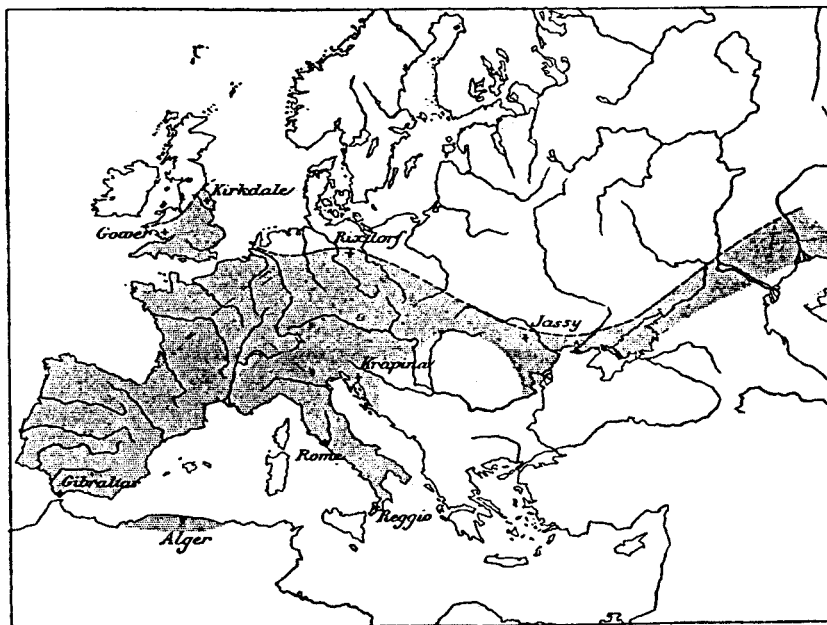 Kirkdale
Gower
Rixdorf
Jassy
Krapina
Rome
Gibraltar
Reggio
Alger